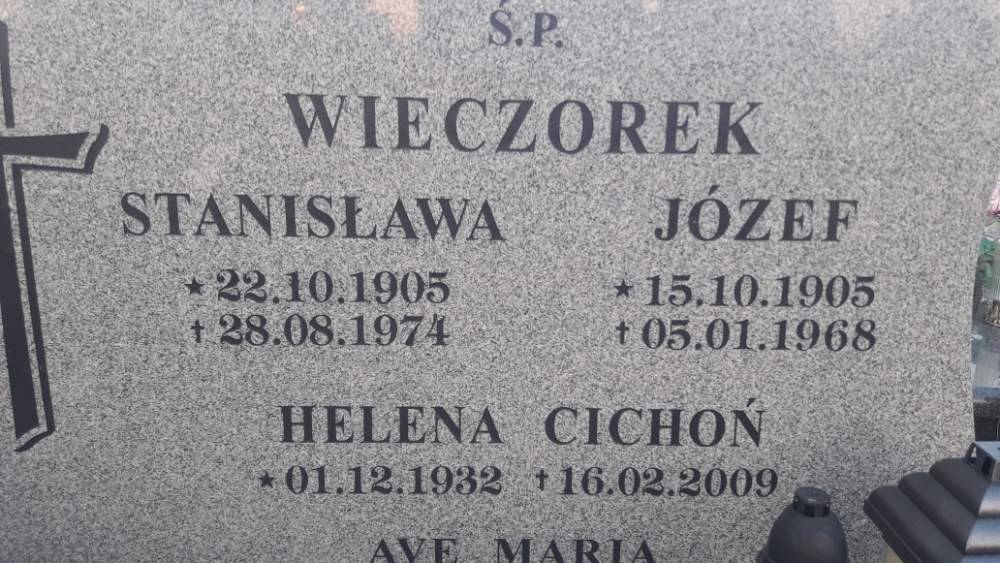 Ś.P.
WIECZOREK
STANISŁAWA JÓZEF
★ 22.10.1905 ★ 15.10.1905
† 28.08.1974 † 05.01.1968
HELENA CICHOŃ
★ 01.12.1932 † 16.02.2009
AVE MARIA